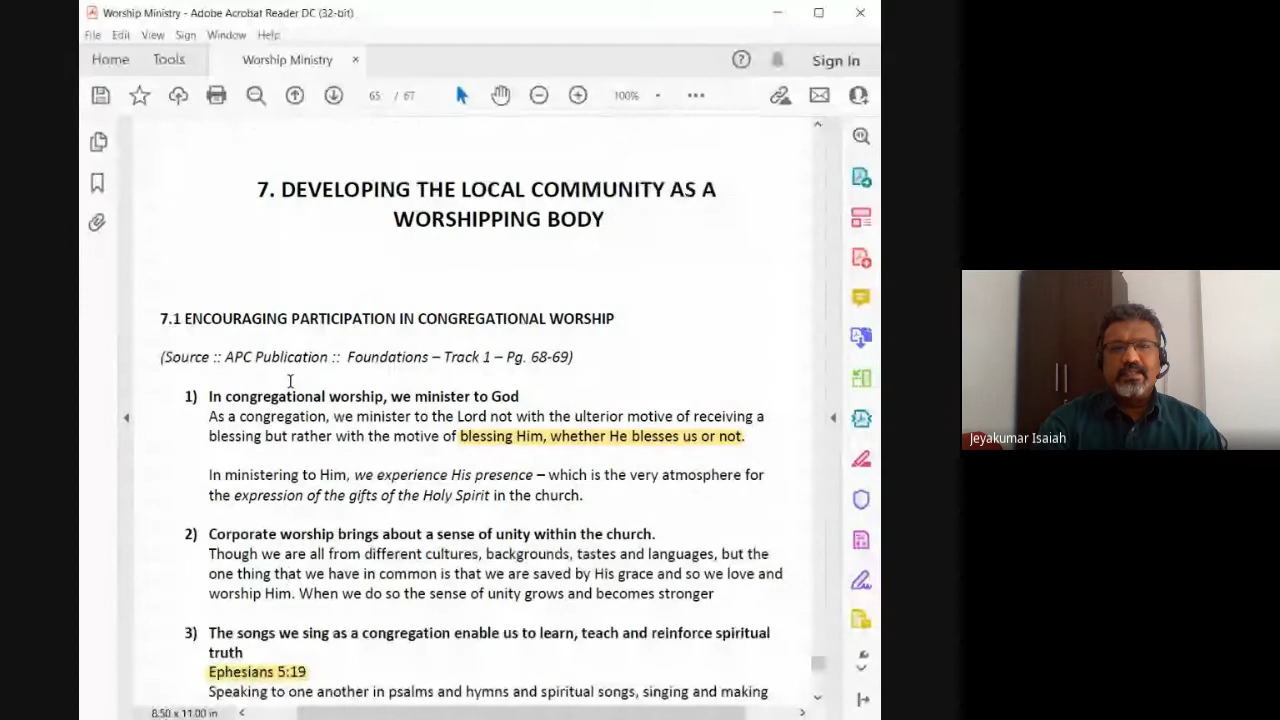 Worship Ministry - Adobe Acrobat Reader DC (32-bit)
File Edit View Sign Window Help
Home Tools Worship Ministry × Sign In
65 / 67 100%
7. DEVELOPING THE LOCAL COMMUNITY AS A
WORSHIPPING BODY
7.1 ENCOURAGING PARTICIPATION IN CONGREGATIONAL WORSHIP
(Source :: APC Publication :: Foundations – Track 1 – Pg. 68-69)
1) In congregational worship, we minister to God
As a congregation, we minister to the Lord not with the ulterior motive of receiving a
blessing but rather with the motive of blessing Him, whether He blesses us or not.
In ministering to Him, we experience His presence – which is the very atmosphere for
the expression of the gifts of the Holy Spirit in the church.
2) Corporate worship brings about a sense of unity within the church.
Though we are all from different cultures, backgrounds, tastes and languages, but the
one thing that we have in common is that we are saved by His grace and so we love and
worship Him. When we do so the sense of unity grows and becomes stronger
3) The songs we sing as a congregation enable us to learn, teach and reinforce spiritual
truth
Ephesians 5:19
Speaking to one another in psalms and hymns and spiritual songs, singing and making
8.50 x 11.00 in
Jeyakumar Isaiah